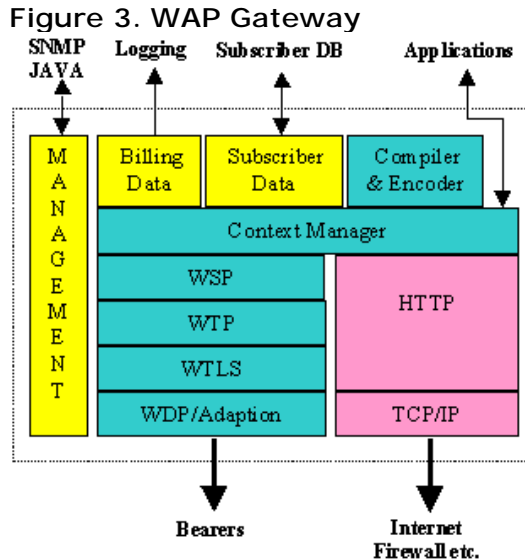 Figure 3. WAP Gateway
SNMP
JAVA
Logging
Subscriber DB
Applications
MANAGEMENT
Billing
Data
Subscriber
Data
Compiler
& Encoder
Context Manager
WSP
WTP
WTLS
WDP/Adaption
HTTP
TCP/IP
Bearers
Internet
Firewall etc.